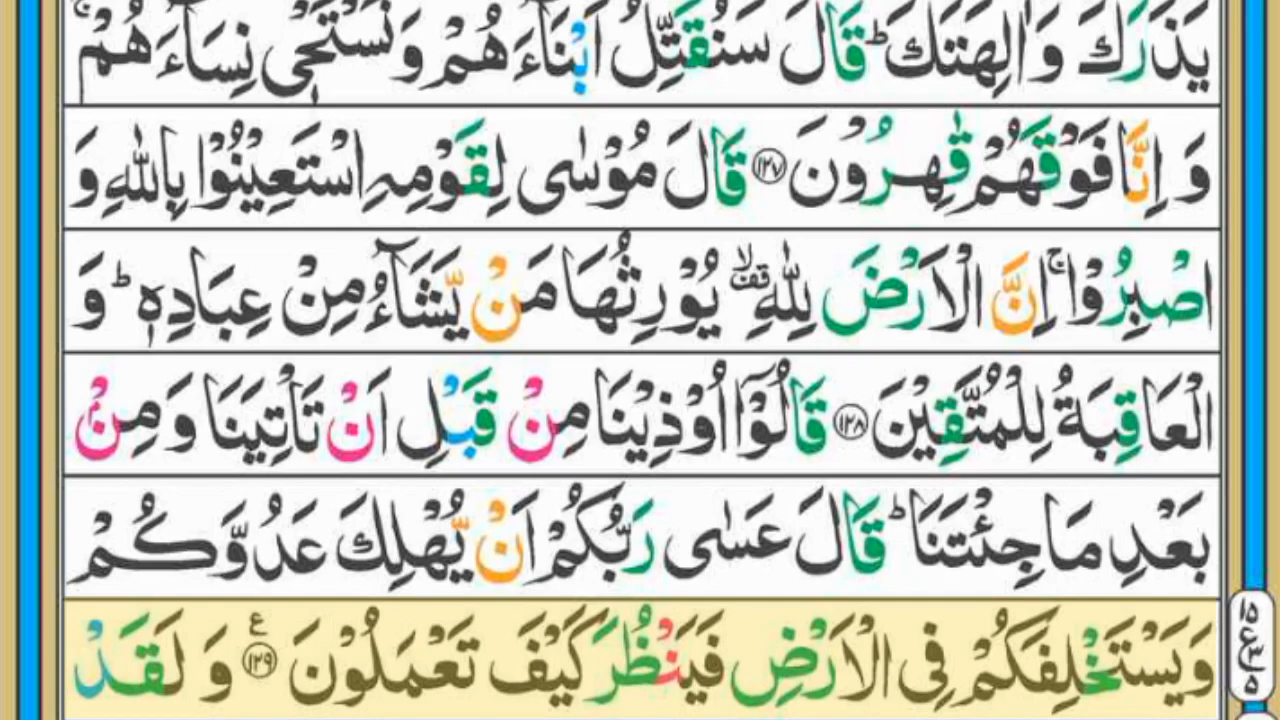 يَذَرَكَ وَاٰلِهَتَكَ ؕ قَالَ سَنُقَتِّلُ اَبْنَآءَهُمْ وَنَسْتَحْیٖ نِسَآءَهُمْ ۚ
وَ اِنَّا فَوْقَهُمْ قٰهِرُوْنَ ۝۱۲۷ قَالَ مُوْسٰی لِقَوْمِهِ اسْتَعِیْنُوْا بِاللّٰهِ وَ
اصْبِرُوْا ۚ اِنَّ الْاَرْضَ لِلّٰهِ ۙ۫ یُوْرِثُهَا مَنْ یَّشَآءُ مِنْ عِبَادِهٖ ؕ وَ
الْعَاقِبَةُ لِلْمُتَّقِیْنَ ۝۱۲۸ قَالُوْۤا اُوْذِیْنَا مِنْ قَبْلِ اَنْ تَاْتِیَنَا وَ مِنْۢ
بَعْدِ مَا جِئْتَنَا ؕ قَالَ عَسٰی رَبُّكُمْ اَنْ یُّهْلِكَ عَدُوَّكُمْ
وَیَسْتَخْلِفَكُمْ فِی الْاَرْضِ فَیَنْظُرَ كَیْفَ تَعْمَلُوْنَ ۝۱۲۹ ع وَ لَقَدْ